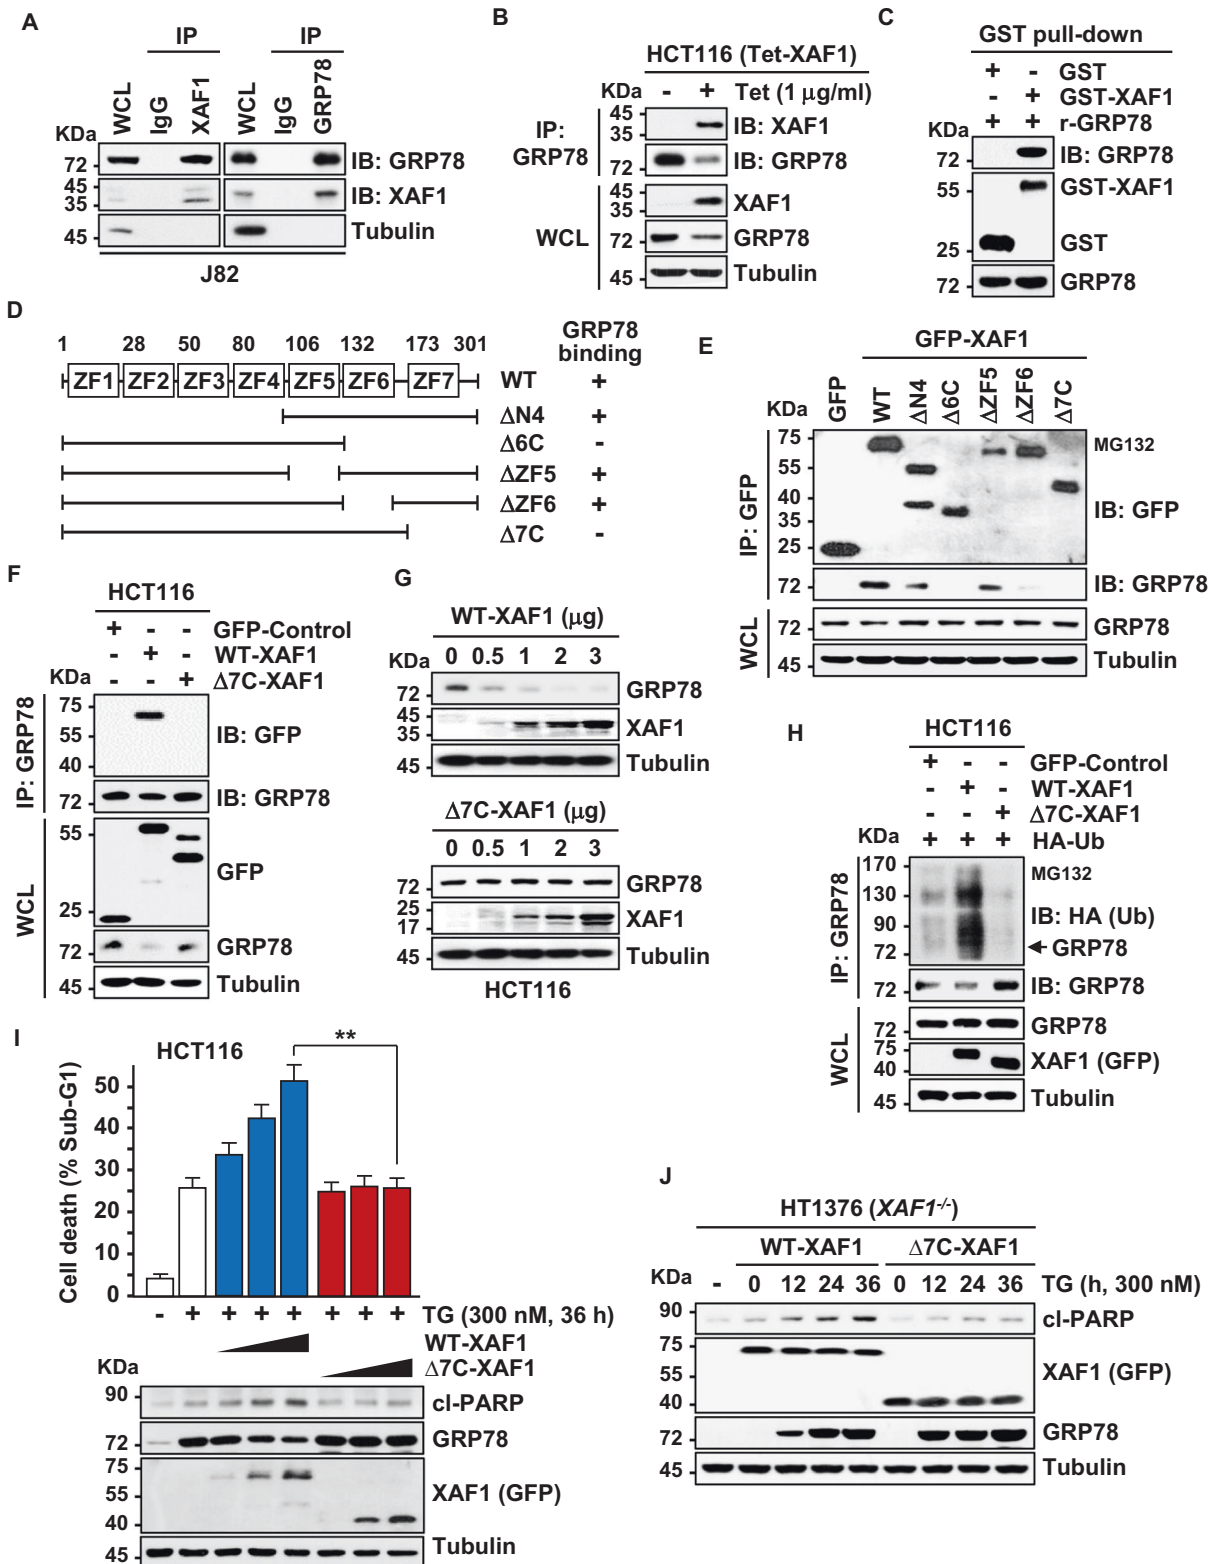 A
IP IP
WCL IgG XAF1 WCL IgG GRP78
KDa
72 IB: GRP78
45
35 IB: XAF1
45 Tubulin
J82
B
HCT116 (Tet-XAF1)
KDa - + Tet (1 µg/ml)
IP: GRP78
45
35 IB: XAF1
72 IB: GRP78
WCL
45
35 XAF1
72 GRP78
45 Tubulin
C
GST pull-down
+ - GST
- + GST-XAF1
KDa + + r-GRP78
72 IB: GRP78
55 GST-XAF1
25 GST
72 GRP78
D
1 28 50 80 106 132 173 301 GRP78 binding
ZF1 ZF2 ZF3 ZF4 ZF5 ZF6 ZF7 WT +
ΔN4 +
Δ6C -
ΔZF5 +
ΔZF6 +
Δ7C -
E
GFP-XAF1
KDa GFP WT ΔN4 Δ6C ΔZF5 ΔZF6 Δ7C
IP: GFP
75 MG132
55
40
35 IB: GFP
25
72 IB: GRP78
WCL
72 GRP78
45 Tubulin
F
HCT116
+ - - GFP-Control
- + - WT-XAF1
KDa - - + Δ7C-XAF1
IP: GRP78
75
55 IB: GFP
40
72 IB: GRP78
WCL
55
GFP
25
72 GRP78
45 Tubulin
G
WT-XAF1 (µg)
KDa 0 0.5 1 2 3
72 GRP78
45
35 XAF1
45 Tubulin
Δ7C-XAF1 (µg)
KDa 0 0.5 1 2 3
72 GRP78
25
17 XAF1
45 Tubulin
HCT116
H
HCT116
+ - - GFP-Control
- + - WT-XAF1
- - + Δ7C-XAF1
KDa + + + HA-Ub
IP: GRP78
170 MG132
130
90 IB: HA (Ub)
72 GRP78
72 IB: GRP78
WCL
72 GRP78
75
40 XAF1 (GFP)
45 Tubulin
I
HCT116 **
Cell death (% Sub-G1)
50
40
30
20
10
0
- + + + + + + + TG (300 nM, 36 h)
WT-XAF1
KDa Δ7C-XAF1
90 cl-PARP
72 GRP78
75
55 XAF1 (GFP)
40
45 Tubulin
J
HT1376 (XAF1-/-)
WT-XAF1 Δ7C-XAF1
KDa - 0 12 24 36 0 12 24 36 TG (h, 300 nM)
90 cl-PARP
75
55 XAF1 (GFP)
40
72 GRP78
45 Tubulin